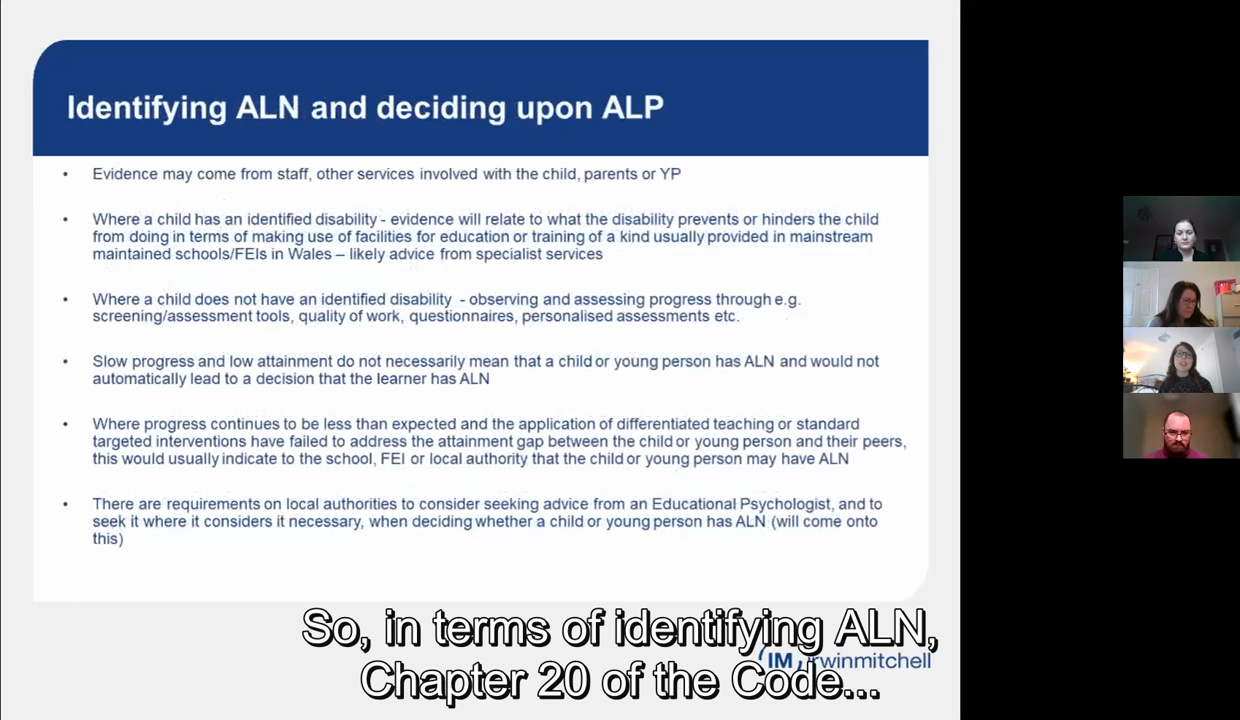 Identifying ALN and deciding upon ALP
• Evidence may come from staff, other services involved with the child, parents or YP
• Where a child has an identified disability - evidence will relate to what the disability prevents or hinders the child
from doing in terms of making use of facilities for education or training of a kind usually provided in mainstream
maintained schools/FEIs in Wales – likely advice from specialist services
• Where a child does not have an identified disability - observing and assessing progress through e.g.
screening/assessment tools, quality of work, questionnaires, personalised assessments etc.
• Slow progress and low attainment do not necessarily mean that a child or young person has ALN and would not
automatically lead to a decision that the learner has ALN
• Where progress continues to be less than expected and the application of differentiated teaching or standard
targeted interventions have failed to address the attainment gap between the child or young person and their peers,
this would usually indicate to the school, FEI or local authority that the child or young person may have ALN
• There are requirements on local authorities to consider seeking advice from an Educational Psychologist, and to
seek it where it considers it necessary, when deciding whether a child or young person has ALN (will come onto
this)
So, in terms of identifying ALN,
Chapter 20 of the Code...
IM irwinmitchell